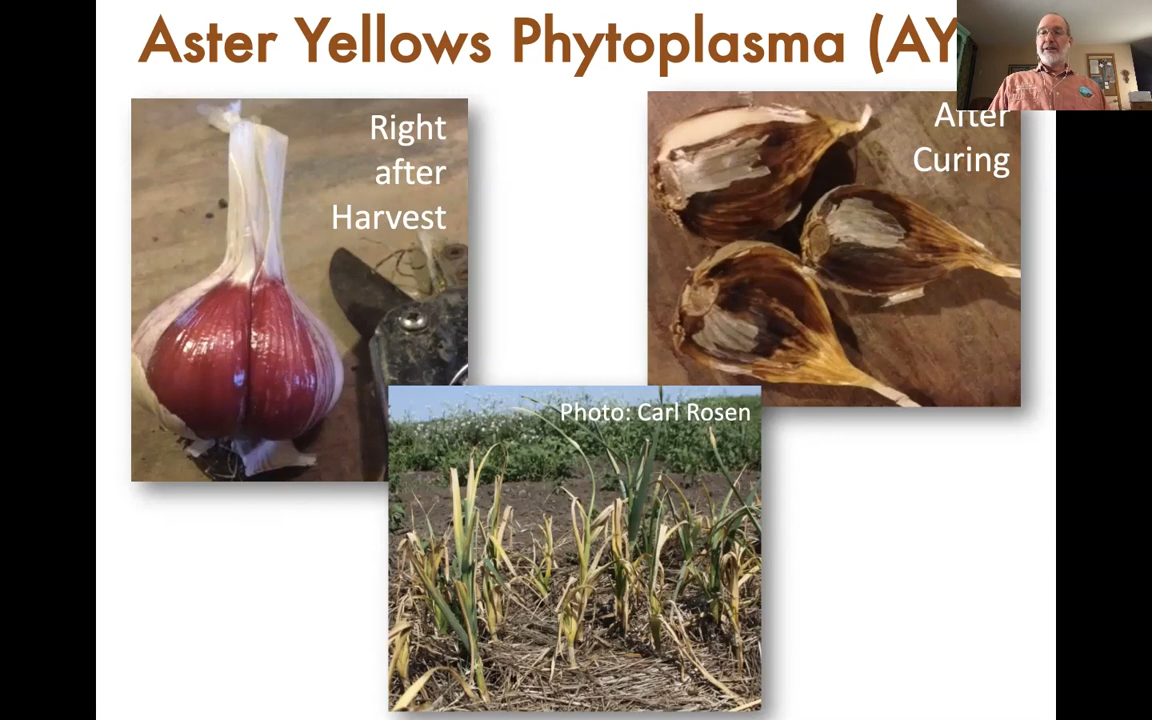 Aster Yellows Phytoplasma (AY
Right
after
Harvest
After
Curing
Photo: Carl Rosen